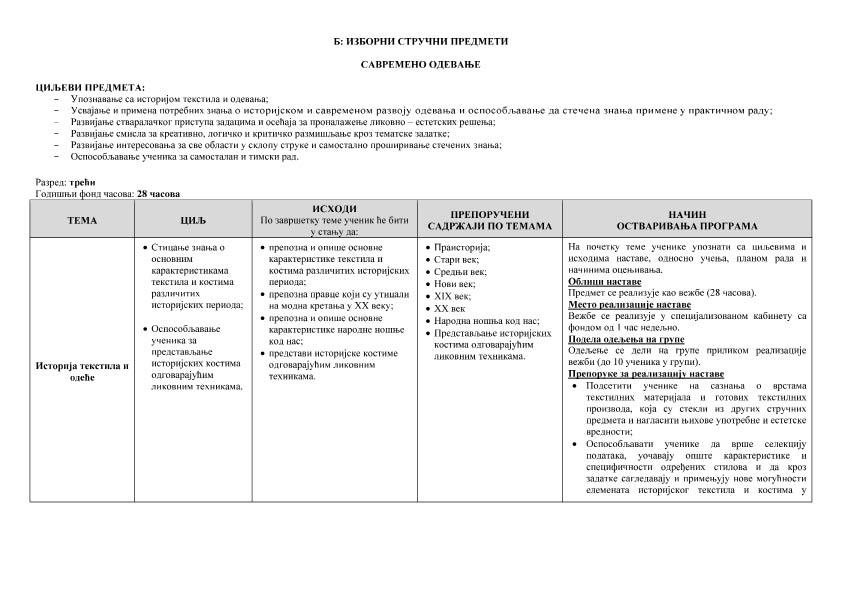 Б: ИЗБОРНИ СТРУЧНИ ПРЕДМЕТИ
САВРЕМЕНО ОДЕВАЊЕ
ЦИЉЕВИ ПРЕДМЕТА:
− Упознавање са историјом текстила и одевања;
− Усвајање и примена потребних знања о историјском и савременом развоју одевања и оспособљавање да стечена знања примене у практичном раду;
− Развијање стваралачког приступа задацима и осећаја за проналажење ликовно – естетских решења;
− Развијање смисла за креативно, логичко и критичко размишљање кроз тематске задатке;
− Развијање интересовања за све области у склопу струке и самостално проширивање стечених знања;
− Оспособљавање ученика за самосталан и тимски рад.
Разред: трећи
Годишњи фонд часова: 28 часова
ТЕМА
ЦИЉ
ИСХОДИ
По завршетку теме ученик ће бити
у стању да:
ПРЕПОРУЧЕНИ
САДРЖАЈИ ПО ТЕМАМА
НАЧИН
ОСТВАРИВАЊА ПРОГРАМА
Историја текстила и
одеће
• Стицање знања о
основним
карактеристикама
текстила и костима
различитих
историјских периода;
• Оспособљавање
ученика за
представљање
историјских костима
одговарајућим
ликовним техникама.
• препозна и опише основне
карактеристике текстила и
костима различитих историјских
периода;
• препозна правце који су утицали
на модна кретања у XX веку;
• препозна и опише основне
карактеристике народне ношње
код нас;
• представи историјске костиме
одговарајућим ликовним
техникама.
• Праисторија;
• Стари век;
• Средњи век;
• Нови век;
• XIX век;
• XX век
• Народна ношња код нас;
• Представљање историјских
костима одговарајућим
ликовним техникама.
На почетку теме ученике упознати са циљевима и
исходима наставе, односно учења, планом рада и
начинима оцењивања.
Облици наставе
Предмет се реализује као вежбе (28 часова).
Место реализације наставе
Вежбе се реализује у специјализованом кабинету са
фондом од 1 час недељно.
Подела одељења на групе
Одељење се дели на групе приликом реализације
вежби (до 10 ученика у групи).
Препоруке за реализацију наставе
• Подсетити ученике на сазнања о врстама
текстилних материјала и готових текстилних
производа, која су стекли из других стручних
предмета и нагласити њихове употребне и естетске
вредности;
• Оспособљавати ученике да врше селекцију
података, уочавају опште карактеристике и
специфичности одређених стилова и да кроз
задатке сагледавају и примењују нове могућности
елемената историјског текстила и костима у